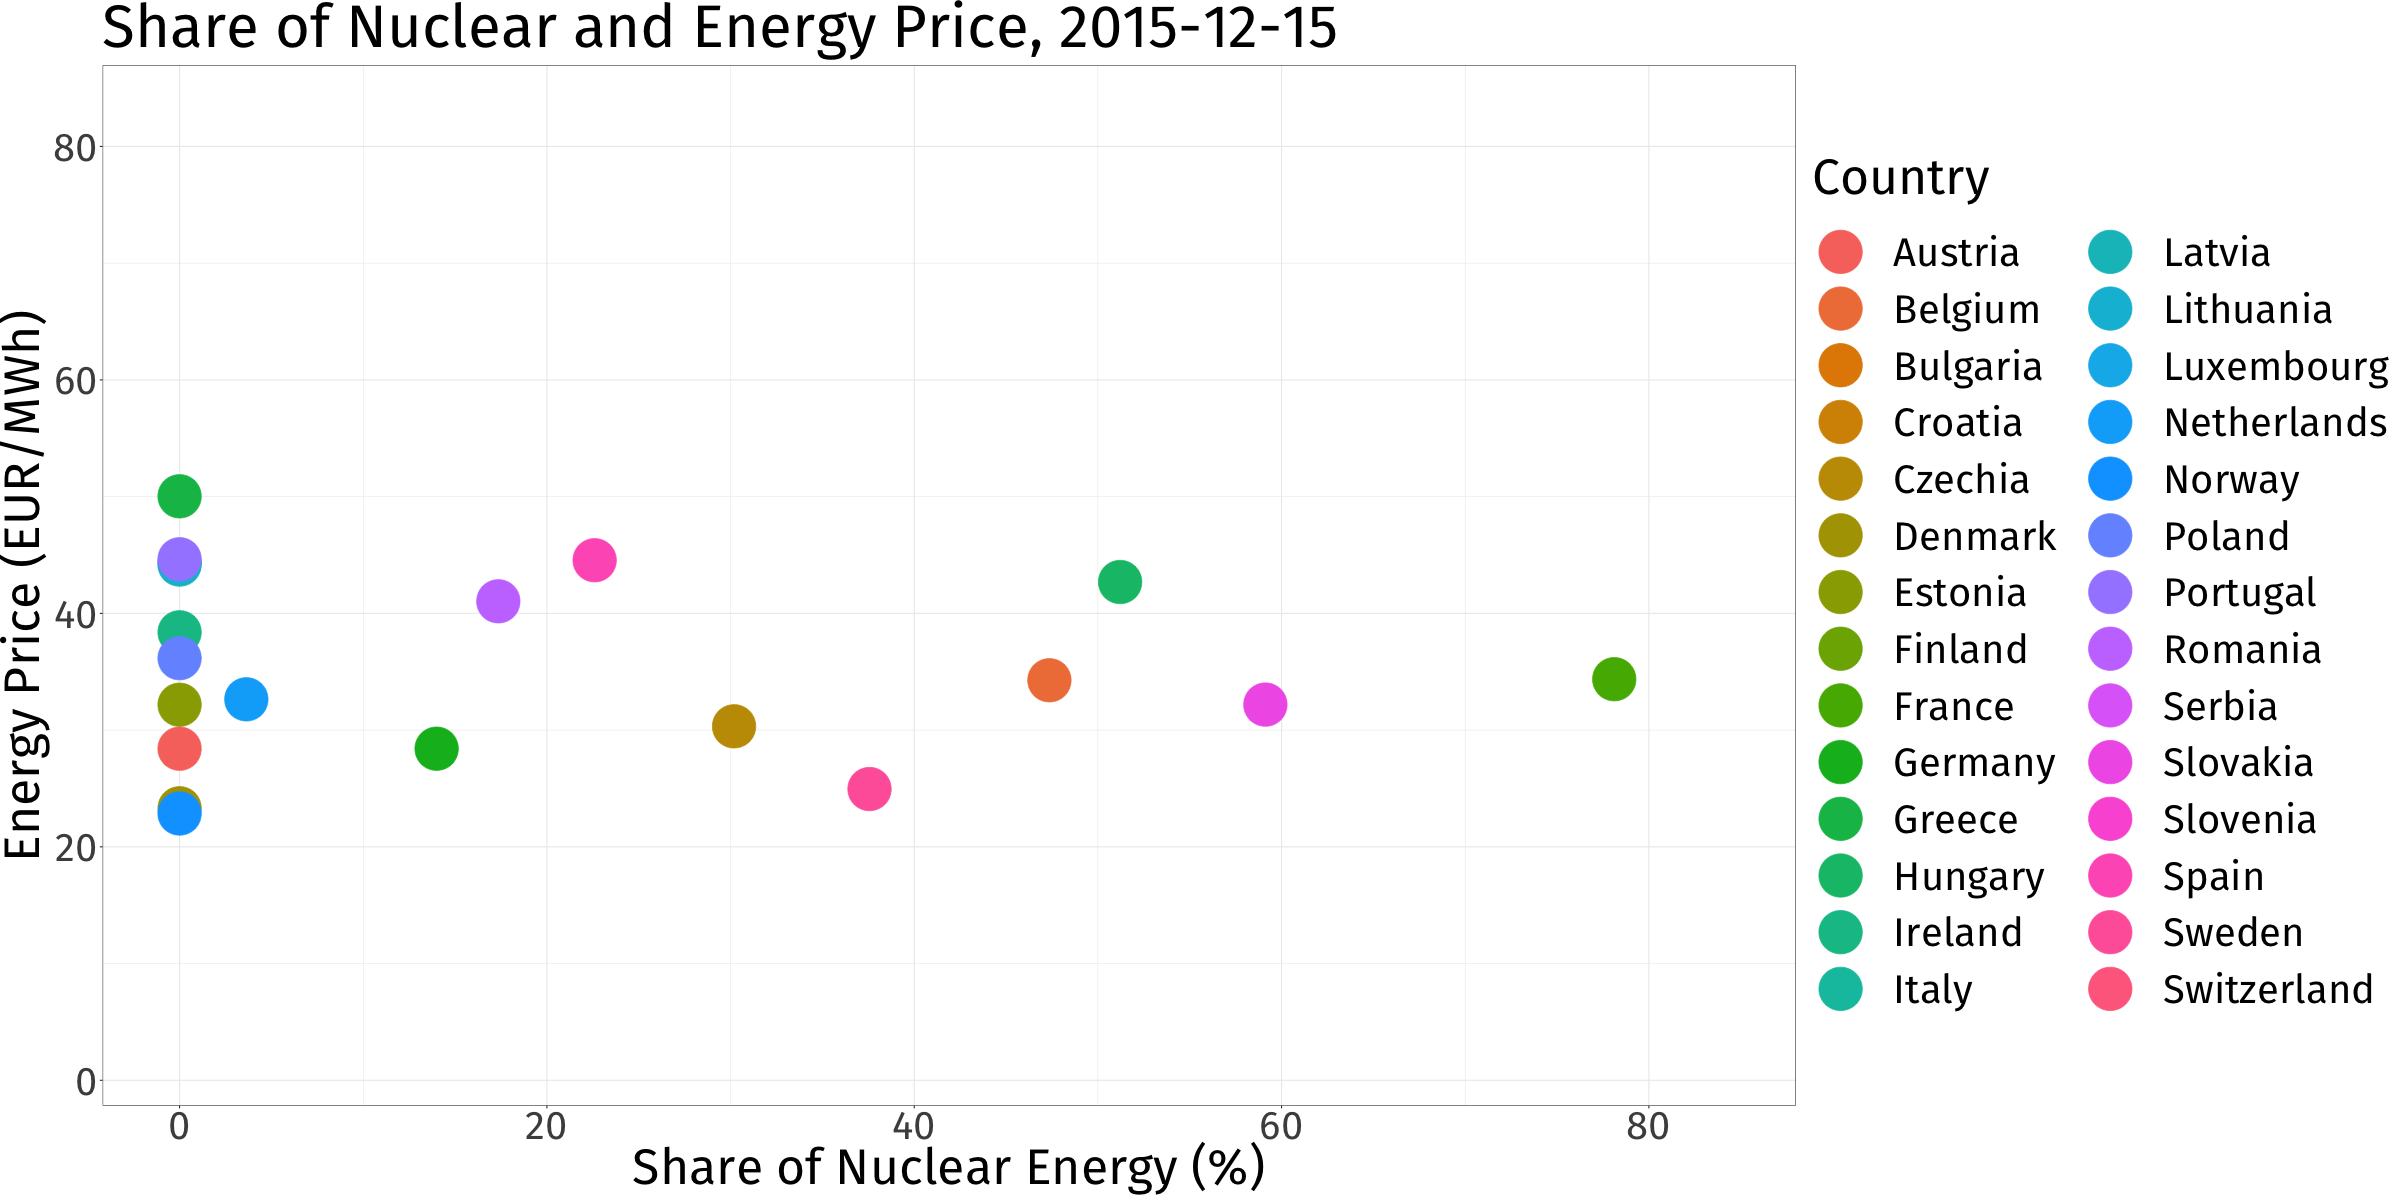 Share of Nuclear and Energy Price, 2015-12-15
Energy Price (EUR/MWh)
80
60
40
20
0
0 20 40 60 80
Share of Nuclear Energy (%)
Country
Austria
Belgium
Bulgaria
Croatia
Czechia
Denmark
Estonia
Finland
France
Germany
Greece
Hungary
Ireland
Italy
Latvia
Lithuania
Luxembourg
Netherlands
Norway
Poland
Portugal
Romania
Serbia
Slovakia
Slovenia
Spain
Sweden
Switzerland